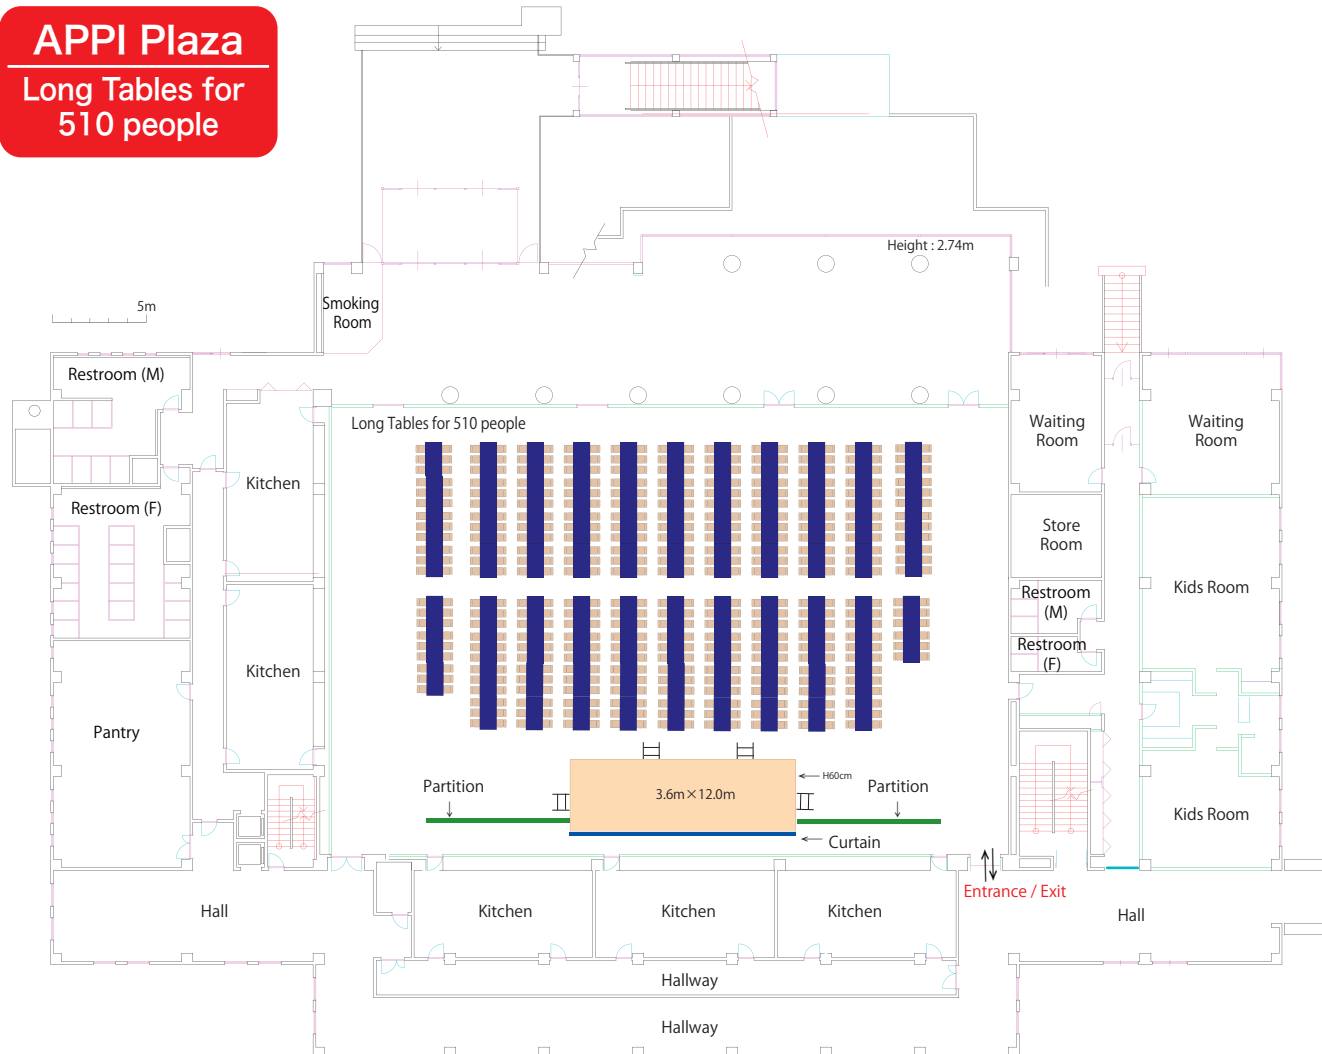 APPI Plaza
Long Tables for
510 people
Height : 2.74m
5m
Smoking
Room
Restroom (M)
Long Tables for 510 people
Waiting
Room
Waiting
Room
Kitchen
Restroom (F)
Store
Room
Kids Room
Restroom
(M)
Restroom
(F)
Kitchen
Pantry
Partition
H60cm
3.6m×12.0m
Partition
Curtain
Kids Room
Entrance / Exit
Hall
Kitchen
Kitchen
Kitchen
Hall
Hallway
Hallway